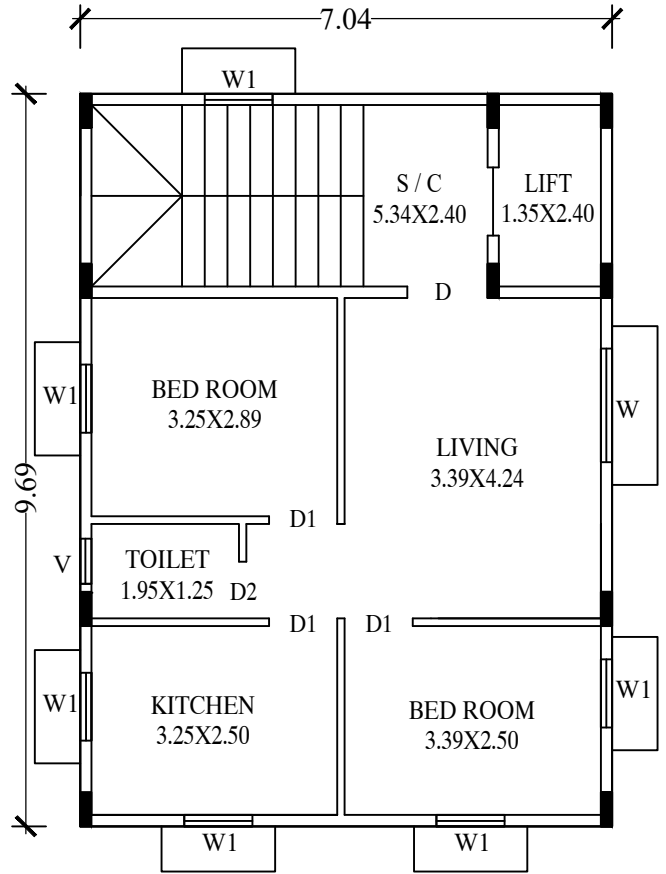 7.04
W1
S / C
5.34X2.40
LIFT
1.35X2.40
D
BED ROOM
3.25X2.89
W1
W
LIVING
3.39X4.24
9.69
D1
V
TOILET
1.95X1.25
D2
D1
D1
W1
KITCHEN
3.25X2.50
BED ROOM
3.39X2.50
W1
W1
W1